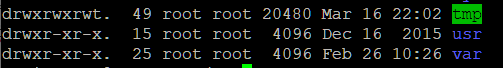 drwxrwxrwt.  49 root root 20480 Mar 16 22:02 tmp
drwxr-xr-x.  15 root root  4096 Dec 16  2015 usr
drwxr-xr-x.  25 root root  4096 Feb 26 10:26 var